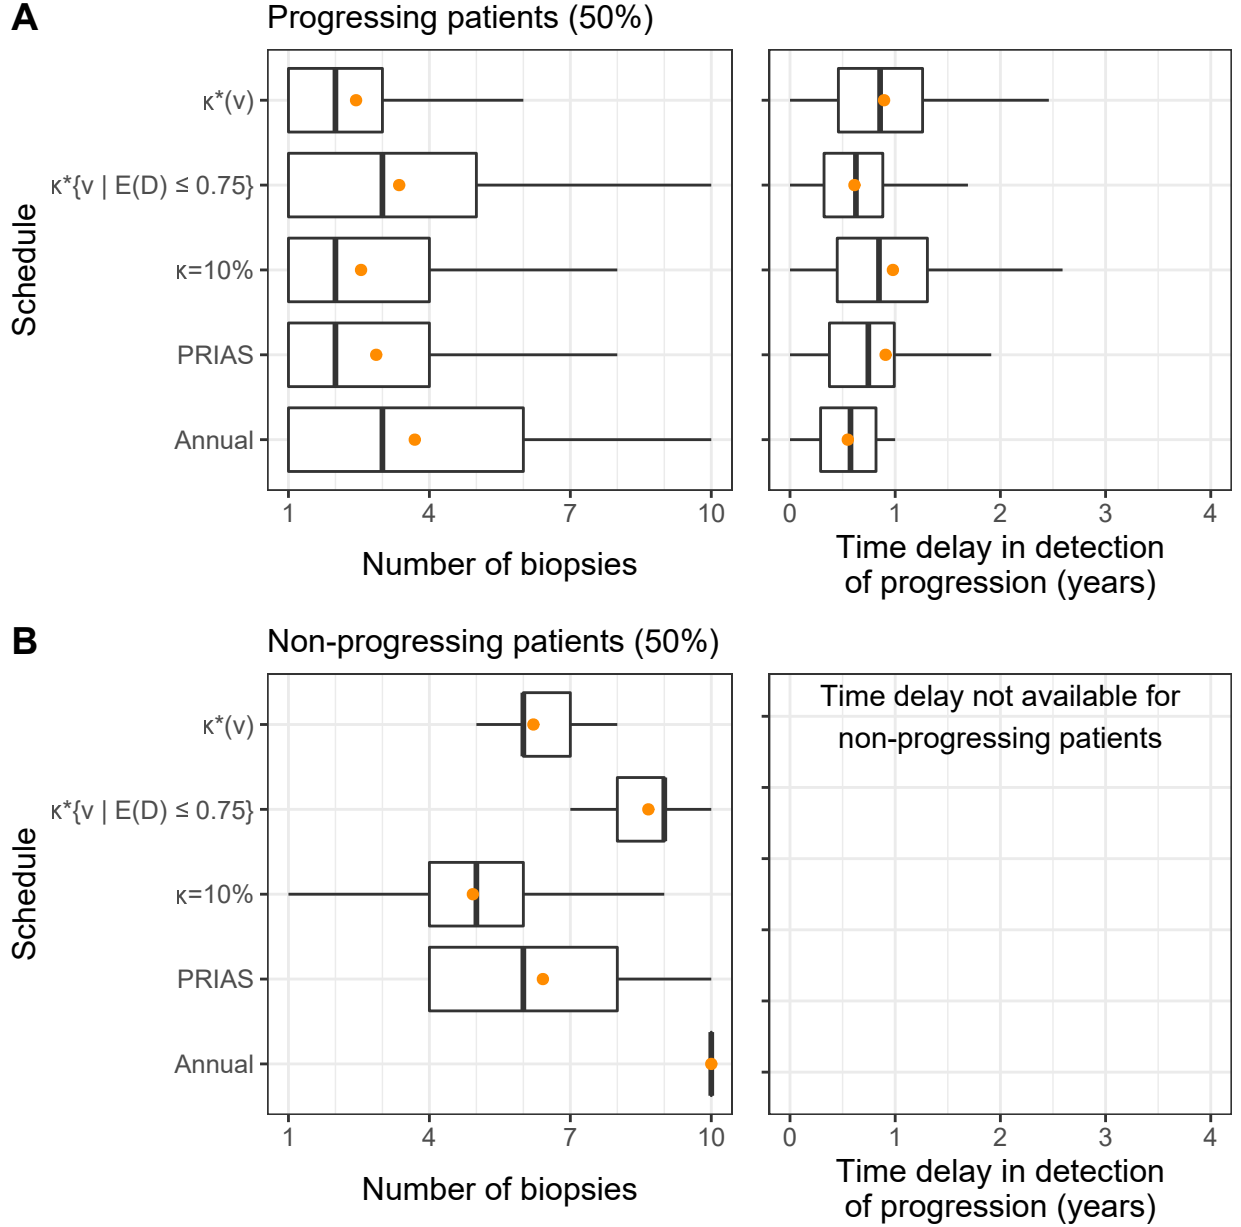 A
Progressing patients (50%)
Schedule
κ*(v)
κ*{v | E(D) ≤ 0.75}
κ=10%
PRIAS
Annual
1 4 7 10
0 1 2 3 4
Number of biopsies
Time delay in detection
of progression (years)
B
Non-progressing patients (50%)
Time delay not available for
non-progressing patients
Schedule
κ*(v)
κ*{v | E(D) ≤ 0.75}
κ=10%
PRIAS
Annual
1 4 7 10
0 1 2 3 4
Number of biopsies
Time delay in detection
of progression (years)